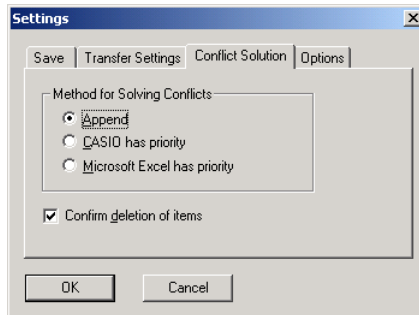 Settings
Save Transfer Settings Conflict Solution Options
Method for Solving Conflicts
Append
CASIO has priority
Microsoft Excel has priority
Confirm deletion of items
OK Cancel